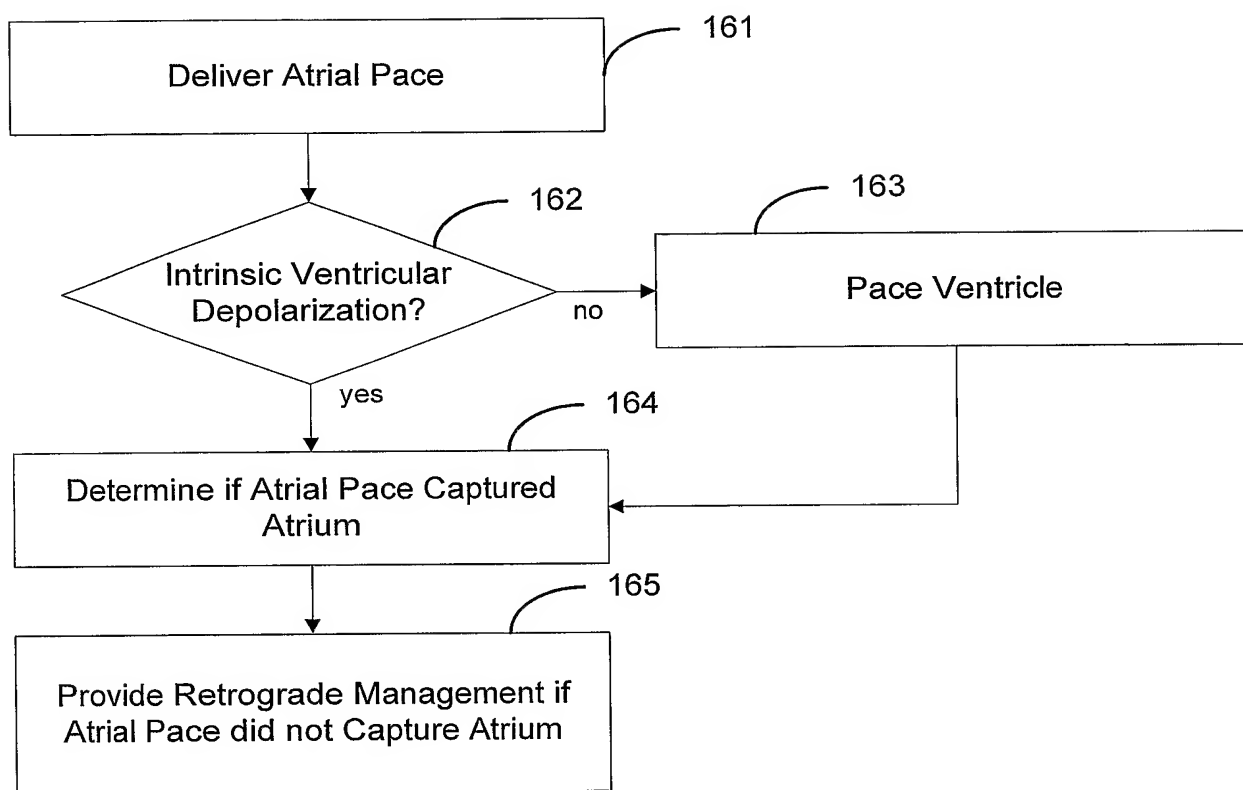 161
Deliver Atrial Pace
162
163
Intrinsic Ventricular
Depolarization?
no
Pace Ventricle
yes
164
Determine if Atrial Pace Captured
Atrium
165
Provide Retrograde Management if
Atrial Pace did not Capture Atrium